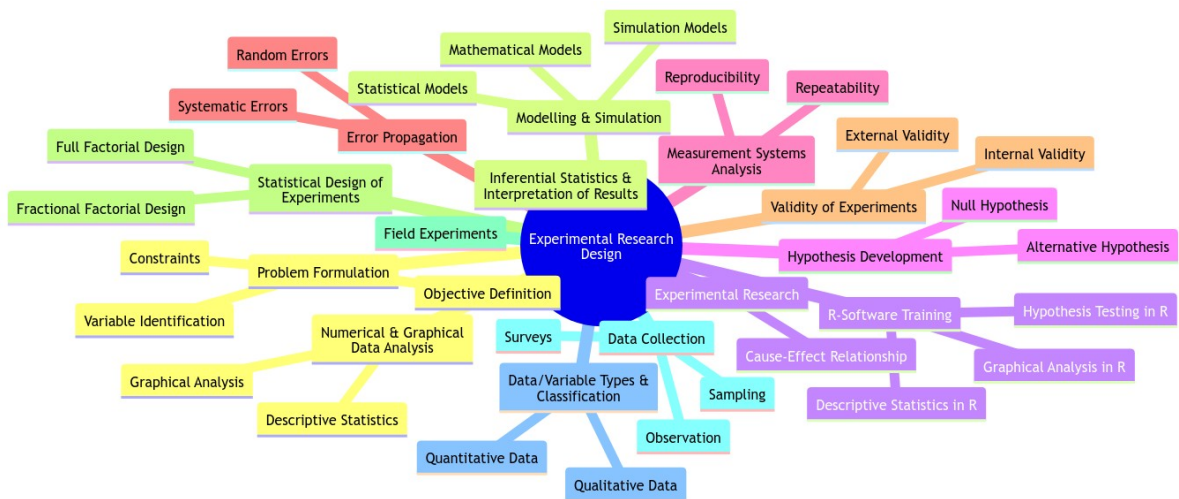 Simulation Models
Mathematical Models
Random Errors
Reproducibility
Repeatability
Statistical Models
Systematic Errors
Modelling & Simulation
External Validity
Error Propagation
Full Factorial Design
Measurement Systems
Analysis
Internal Validity
Statistical Design of
Experiments
Inferential Statistics &
Interpretation of Results
Fractional Factorial Design
Validity of Experiments
Null Hypothesis
Field Experiments
Experimental Research
Design
Alternative Hypothesis
Constraints
Problem Formulation
Hypothesis Development
Objective Definition
Experimental Research
Variable Identification
Numerical & Graphical
Data Analysis
Surveys
Data Collection
R-Software Training
Hypothesis Testing in R
Cause-Effect Relationship
Graphical Analysis in R
Graphical Analysis
Data/Variable Types &
Classification
Sampling
Descriptive Statistics in R
Descriptive Statistics
Observation
Quantitative Data
Qualitative Data